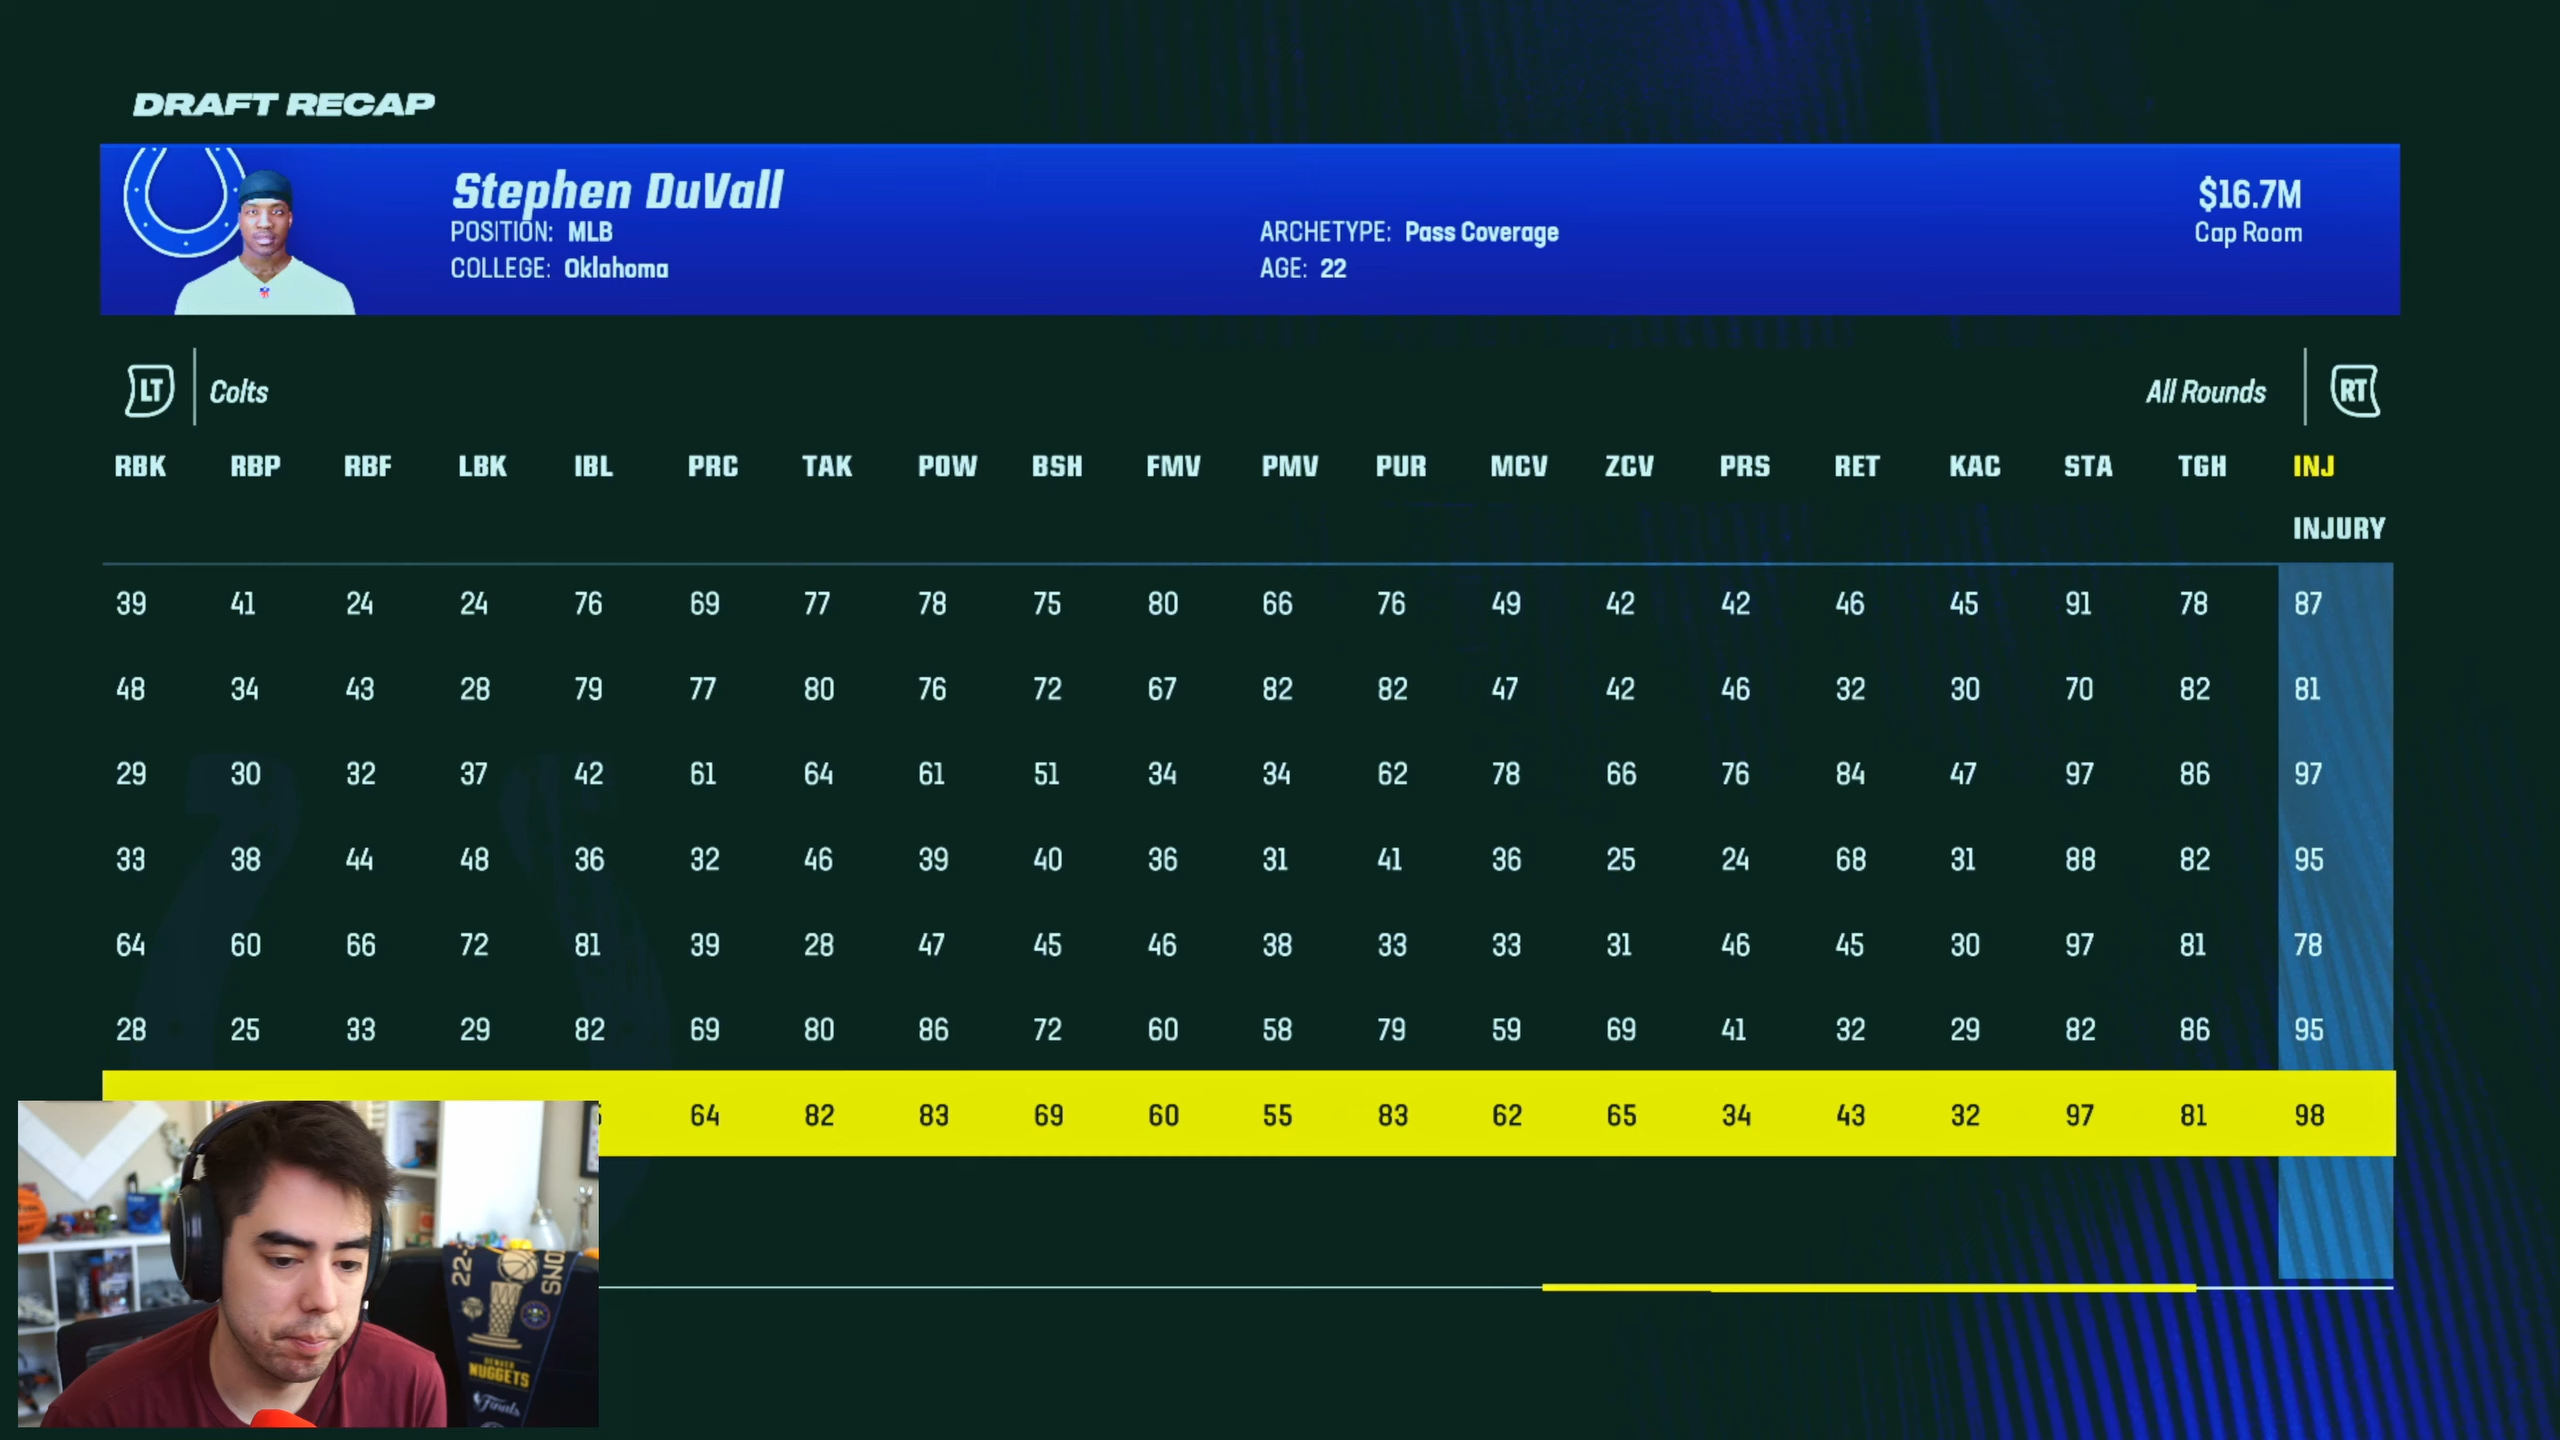 DRAFT RECAP
Stephen DuVall
POSITION: MLB
COLLEGE: Oklahoma
ARCHETYPE: Pass Coverage
AGE: 22
$16.7M
Cap Room
LT Colts
All Rounds RT
RBK RBP RBF LBK IBL PRC TAK POW BSH FMV PMV PUR MCV ZCV PRS RET KAC STA TGH INJ
INJURY
39 41 24 24 76 69 77 78 75 80 66 76 49 42 42 46 45 91 78 87
48 34 43 28 79 77 80 76 72 67 82 82 47 42 46 32 30 70 82 81
29 30 32 37 42 61 64 61 51 34 34 62 78 66 76 84 47 97 86 97
33 38 44 48 36 32 46 39 40 36 31 41 36 25 24 68 31 88 82 95
64 60 66 72 81 39 28 47 45 46 38 33 33 31 46 45 30 97 81 78
28 25 33 29 82 69 80 86 72 60 58 79 59 69 41 32 29 82 86 95
64 82 83 69 60 55 83 62 65 34 43 32 97 81 98
22-
ONS
DENVER
NUGGETS
Finals